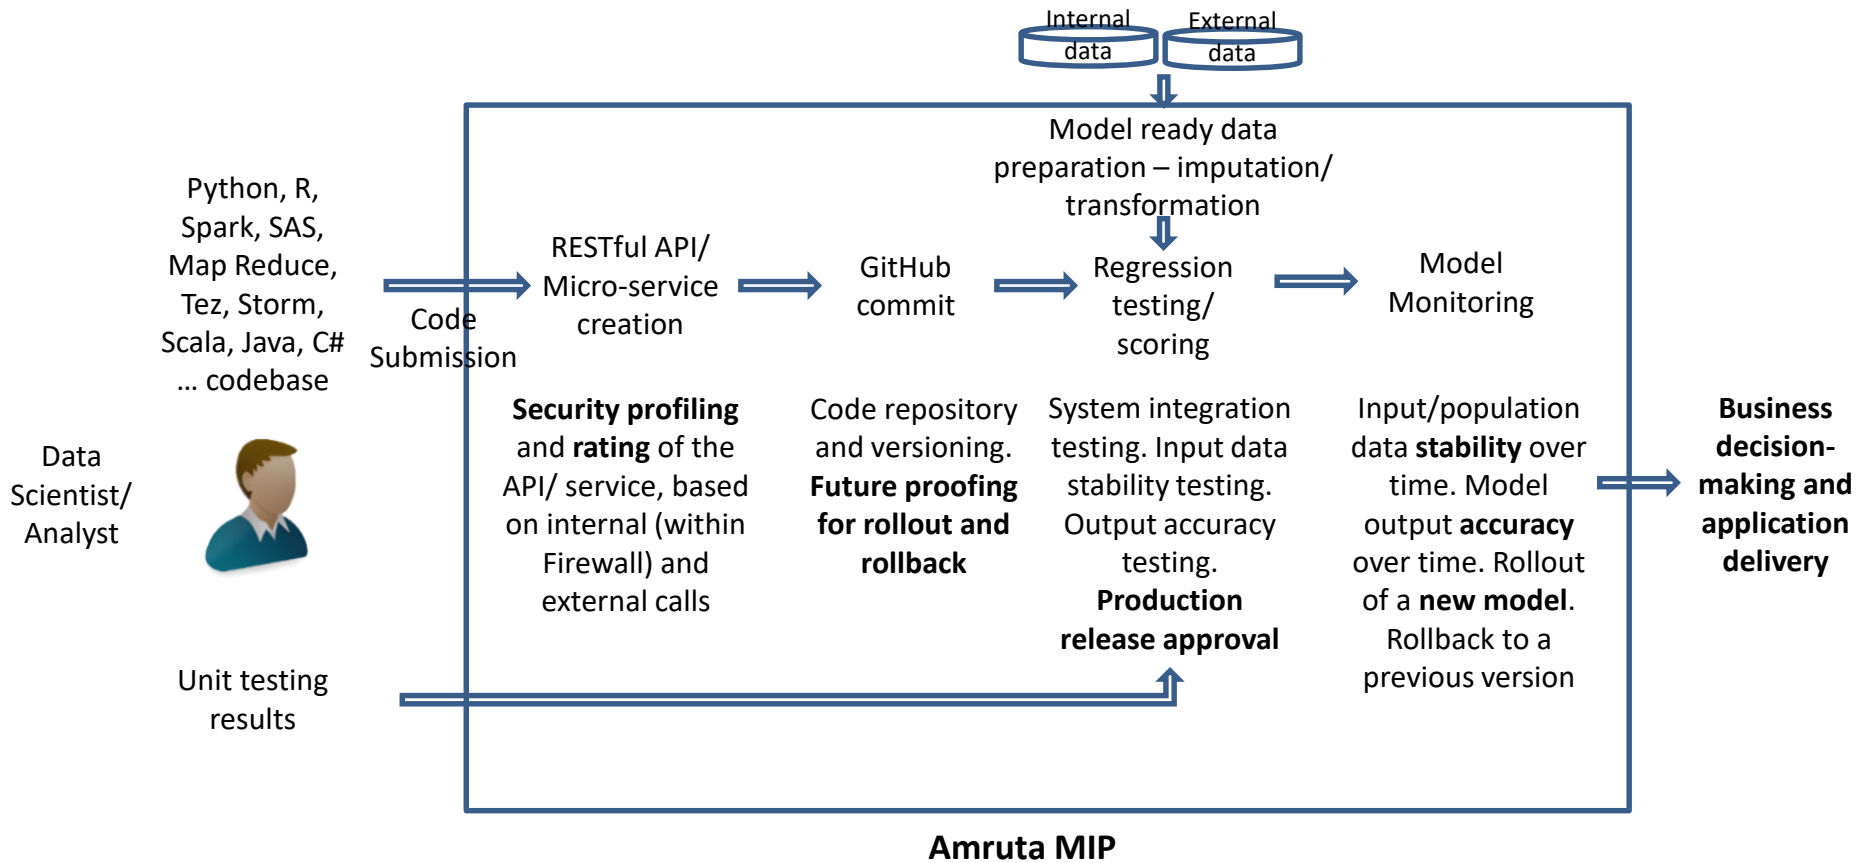 Internal
data
External
data
Model ready data
preparation – imputation/
transformation
Python, R,
Spark, SAS,
Map Reduce,
Tez, Storm,
Scala, Java, C#
... codebase
Code
Submission
RESTful API/
Micro-service
creation
GitHub
commit
Regression
testing/
scoring
Model
Monitoring
Data
Scientist/
Analyst
Security profiling
and rating of the
API/ service, based
on internal (within
Firewall) and
external calls
Code repository
and versioning.
Future proofing
for rollout and
rollback
System integration
testing. Input data
stability testing.
Output accuracy
testing.
Production
release approval
Input/population
data stability over
time. Model
output accuracy
over time. Rollout
of a new model.
Rollback to a
previous version
Business
decision-
making and
application
delivery
Unit testing
results
Amruta MIP